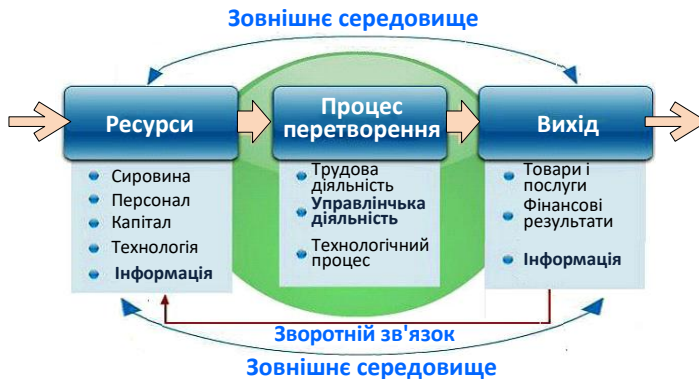 Зовнішнє середовище
Ресурси
Сировина
Персонал
Капітал
Технологія
Інформація
Процес
перетворення
Трудова
діяльність
Управлінчька
діяльність
Технологічний
процес
Вихід
Товари і
послуги
Фінансові
результати
Інформація
Зворотній зв'язок
Зовнішнє середовище